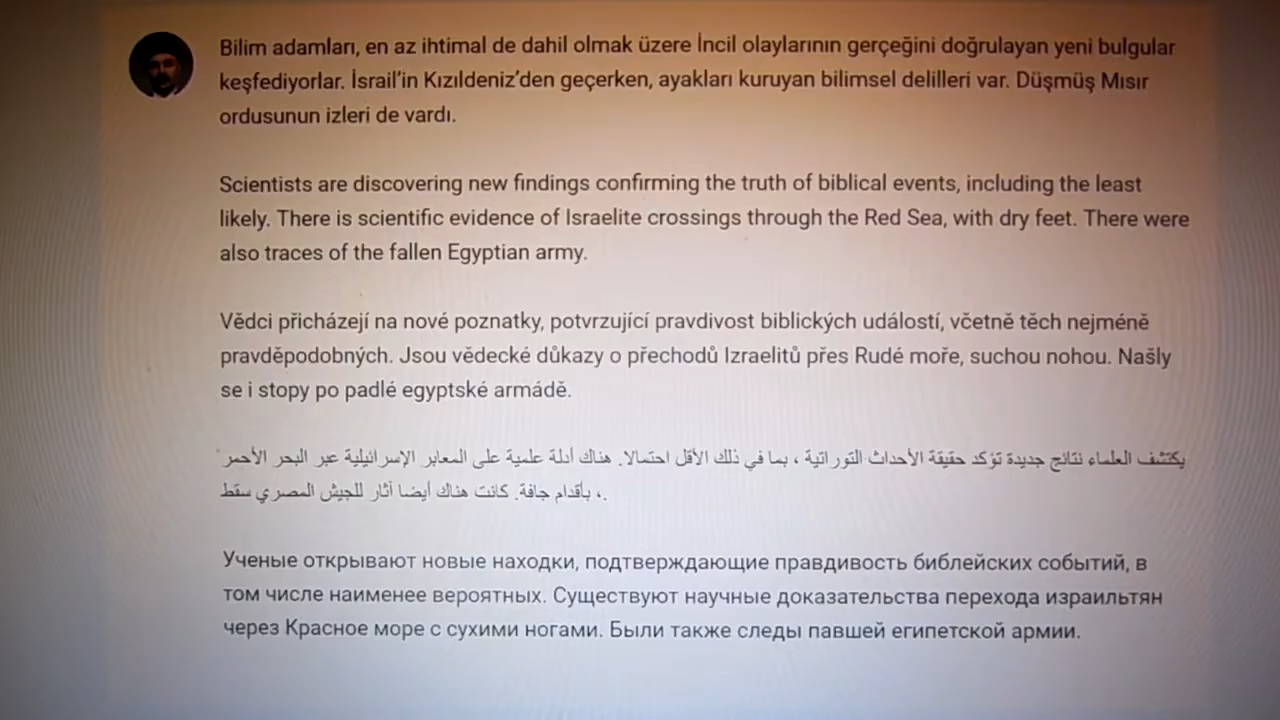 Bilim adamları, en az ihtimal de dahil olmak üzere İncil olaylarının gerçeğini doğrulayan yeni bulgular
keşfediyorlar. İsrail'in Kızıldeniz'den geçerken, ayakları kuruyan bilimsel delilleri var. Düşmüş Mısır
ordusunun izleri de vardı.
Scientists are discovering new findings confirming the truth of biblical events, including the least
likely. There is scientific evidence of Israelite crossings through the Red Sea, with dry feet. There were
also traces of the fallen Egyptian army.
Vědci přicházejí na nové poznatky, potvrzující pravdivost biblických událostí, včetně těch nejméně
pravděpodobných. Jsou vědecké důkazy o přechodů Izraelitů přes Rudé moře, suchou nohou. Našly
se i stopy po padlé egyptské armádě.
يكتشف العلماء نتائج جديدة تؤكد حقيقة الأحداث التوراتية ، بما في ذلك الأقل احتمالا. هناك أدلة علمية على المعابر الإسرائيلية عبر البحر الأحمر
، بأقدام جافة. كانت هناك أيضا آثار للجيش المصري سقط.
Ученые открывают новые находки, подтверждающие правдивость библейских событий, в
том числе наименее вероятных. Существуют научные доказательства перехода израильтян
через Красное море с сухими ногами. Были также следы павшей египетской армии.